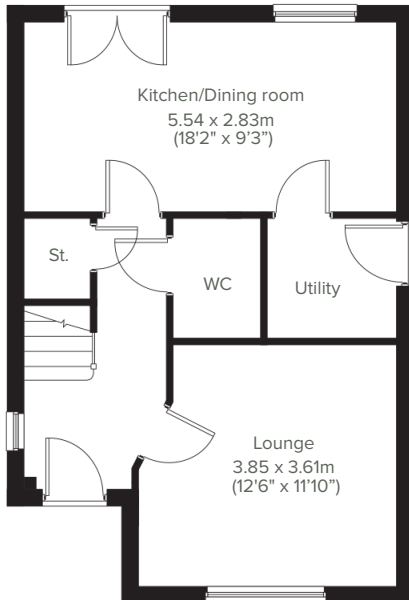 Kitchen/Dining room
5.54 x 2.83m
(18'2" x 9'3”)
St.
WC
Utility
Lounge
3.85 x 3.61m
(12'6" x 11'10”)